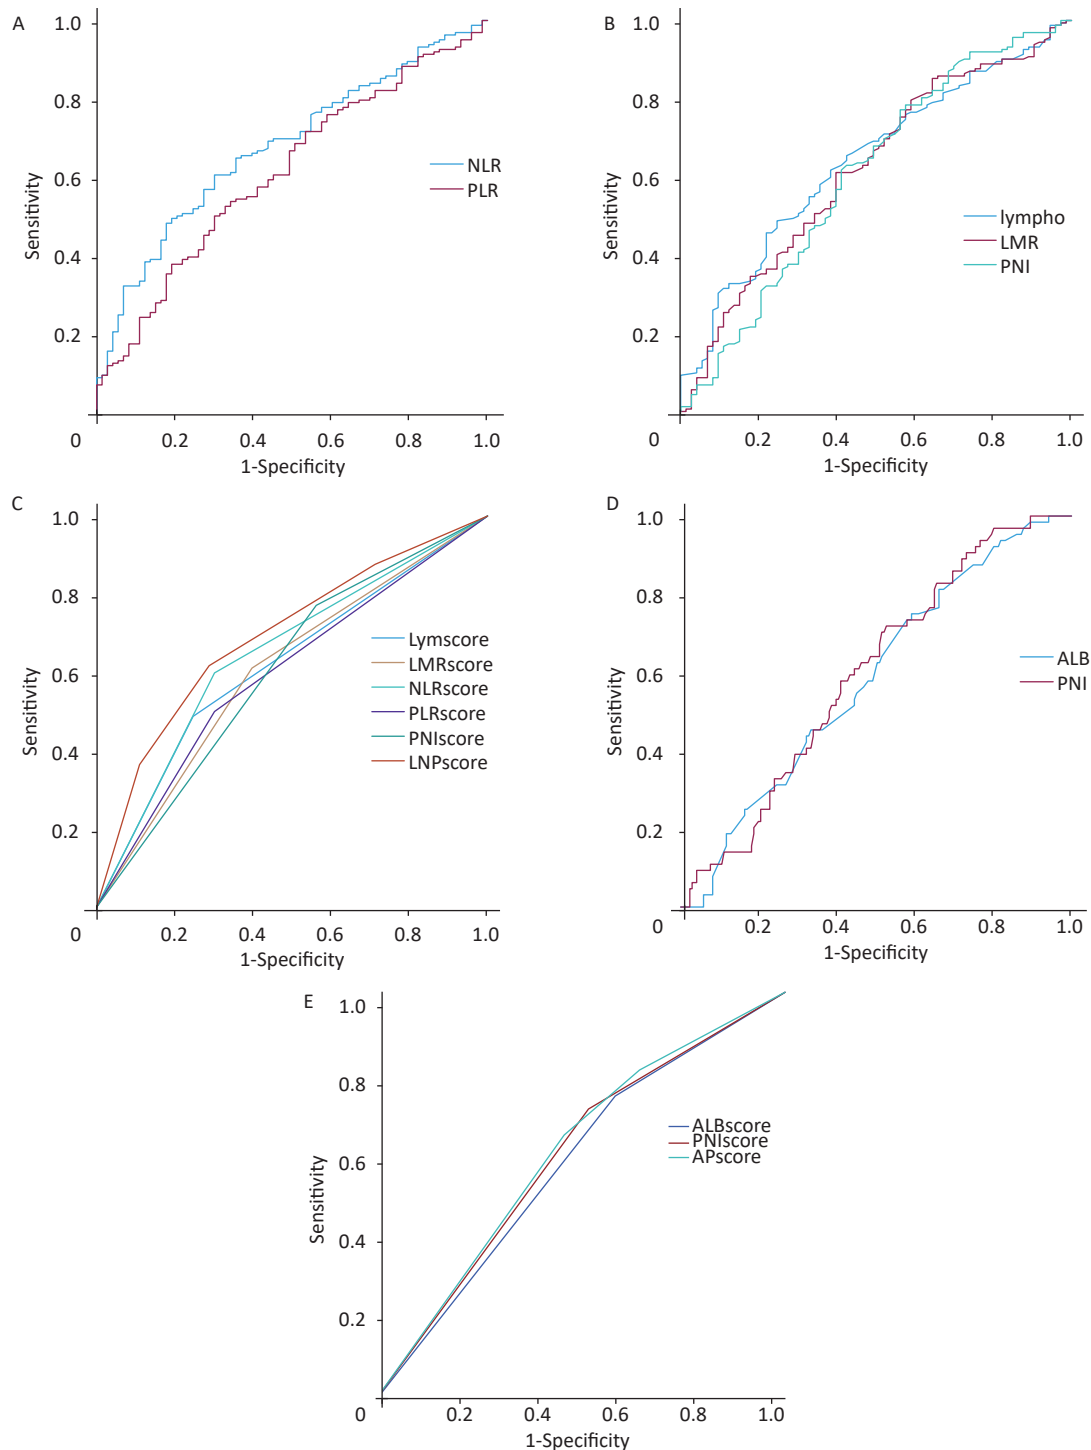 A
1.0
0.8
0.6
0.4
0.2
0
0.2
0.4
0.6
0.8
1.0
Sensitivity
1-Specificity
NLR
PLR
B
1.0
0.8
0.6
0.4
0.2
0
0.2
0.4
0.6
0.8
1.0
Sensitivity
1-Specificity
lympho
LMR
PNI
C
1.0
0.8
0.6
0.4
0.2
0
0.2
0.4
0.6
0.8
1.0
Sensitivity
1-Specificity
Lymscore
LMRscore
NLRscore
PLRscore
PNIscore
LNPscore
D
1.0
0.8
0.6
0.4
0.2
0
0.2
0.4
0.6
0.8
1.0
Sensitivity
1-Specificity
ALB
PNI
E
1.0
0.8
0.6
0.4
0.2
0
0.2
0.4
0.6
0.8
1.0
Sensitivity
1-Specificity
ALBscore
PNIscore
APscore